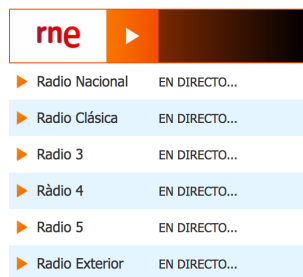 rne
Radio Nacional EN DIRECTO...
Radio Clásica EN DIRECTO...
Radio 3 EN DIRECTO...
Ràdio 4 EN DIRECTO...
Radio 5 EN DIRECTO...
Radio Exterior EN DIRECTO...